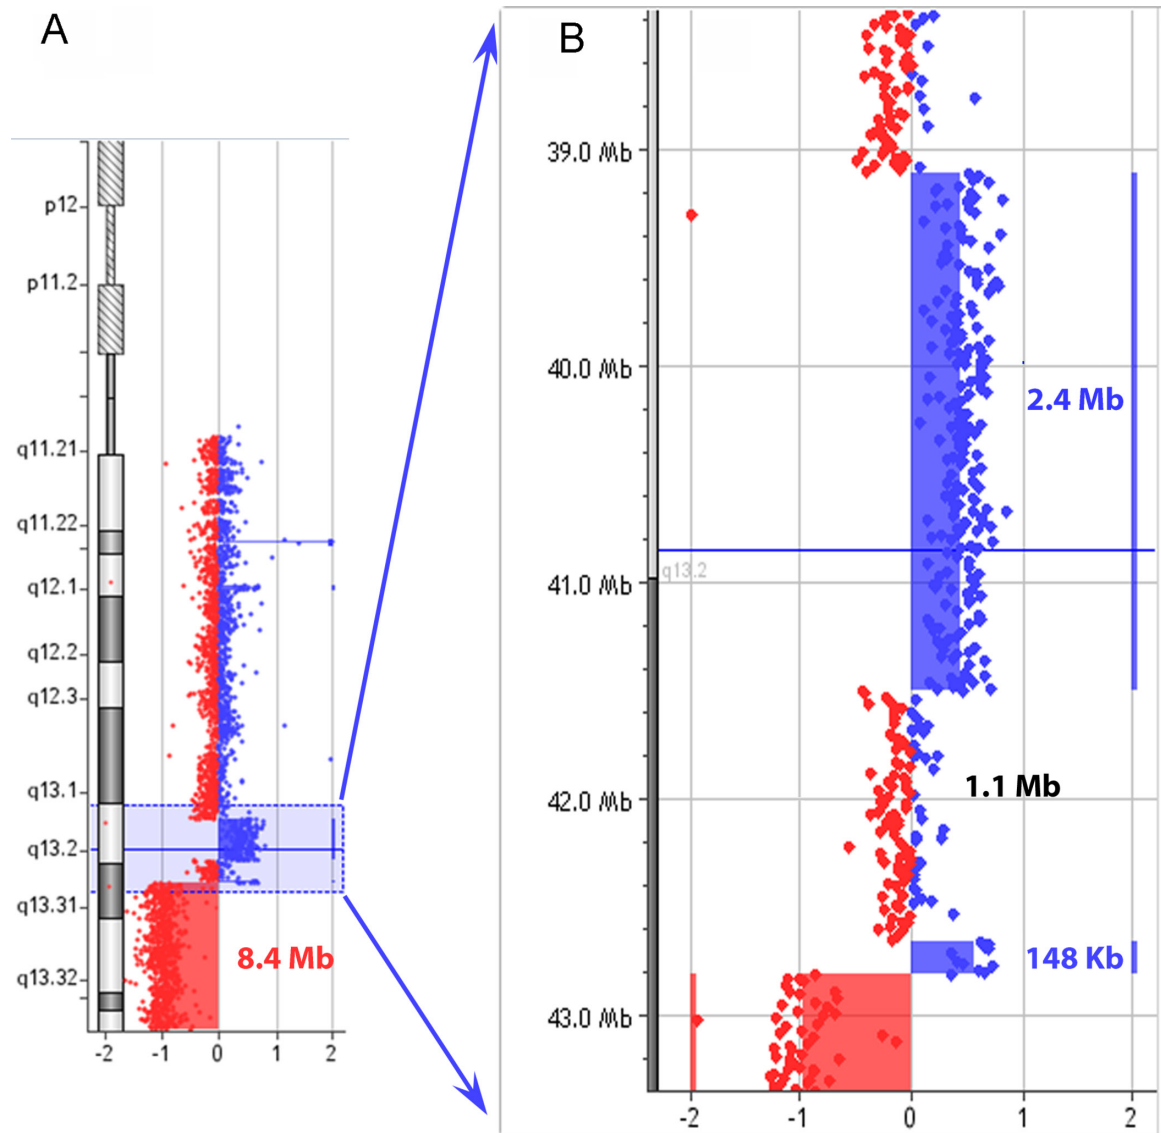 A
p12
p11.2
q11.21
q11.22
q12.1
q12.2
q12.3
q13.1
q13.2
q13.31
q13.32
8.4 Mb
-2 -1 0 1 2
B
39.0 Mb
40.0 Mb
2.4 Mb
q13.2
41.0 Mb
1.1 Mb
42.0 Mb
148 Kb
43.0 Mb
-2 -1 0 1 2